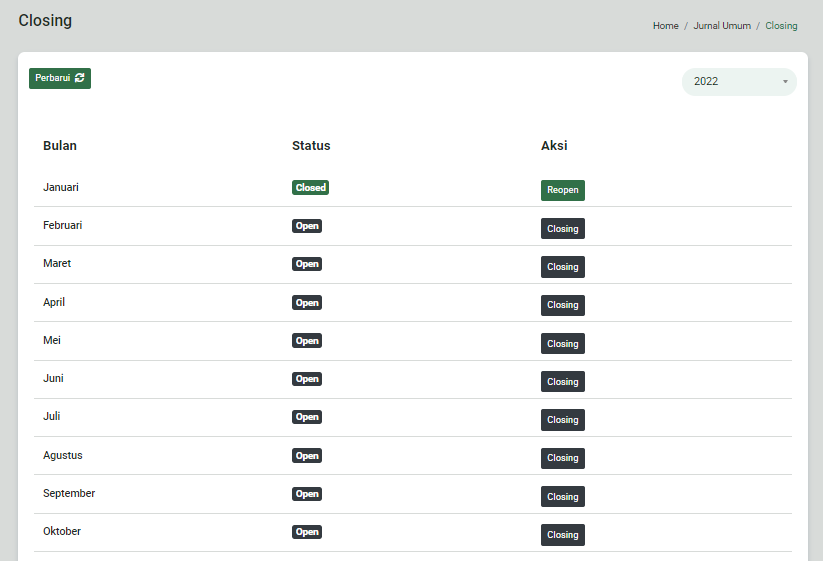 Closing
Home / Jurnal Umum / Closing
Perbarui
2022
Bulan Status Aksi
Januari Closed Reopen
Februari Open Closing
Maret Open Closing
April Open Closing
Mei Open Closing
Juni Open Closing
Juli Open Closing
Agustus Open Closing
September Open Closing
Oktober Open Closing